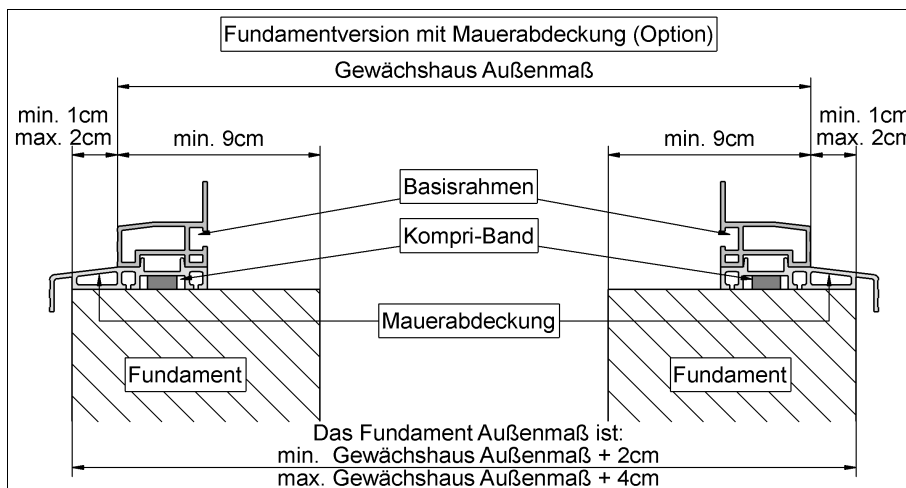 Fundamentversion mit Mauerabdeckung (Option)
Gewächshaus Außenmaß
min. 1cm
max. 2cm
min. 9cm
min. 9cm
min. 1cm
max. 2cm
Basisrahmen
Kompri-Band
Mauerabdeckung
Fundament
Fundament
Das Fundament Außenmaß ist:
min. Gewächshaus Außenmaß + 2cm
max. Gewächshaus Außenmaß + 4cm